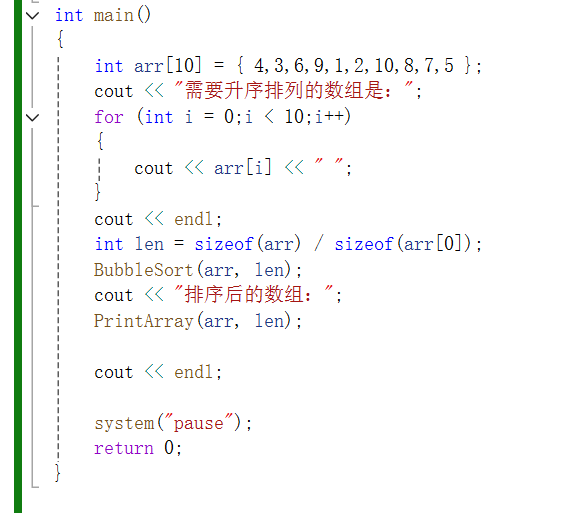 int main()
{
int arr[10] = { 4,3,6,9,1,2,10,8,7,5 };
cout << "需要升序排列的数组是：";
for (int i = 0;i < 10;i++)
{
cout << arr[i] << " ";
}
cout << endl;
int len = sizeof(arr) / sizeof(arr[0]);
BubbleSort(arr, len);
cout << "排序后的数组：";
PrintArray(arr, len);
cout << endl;
system("pause");
return 0;
}